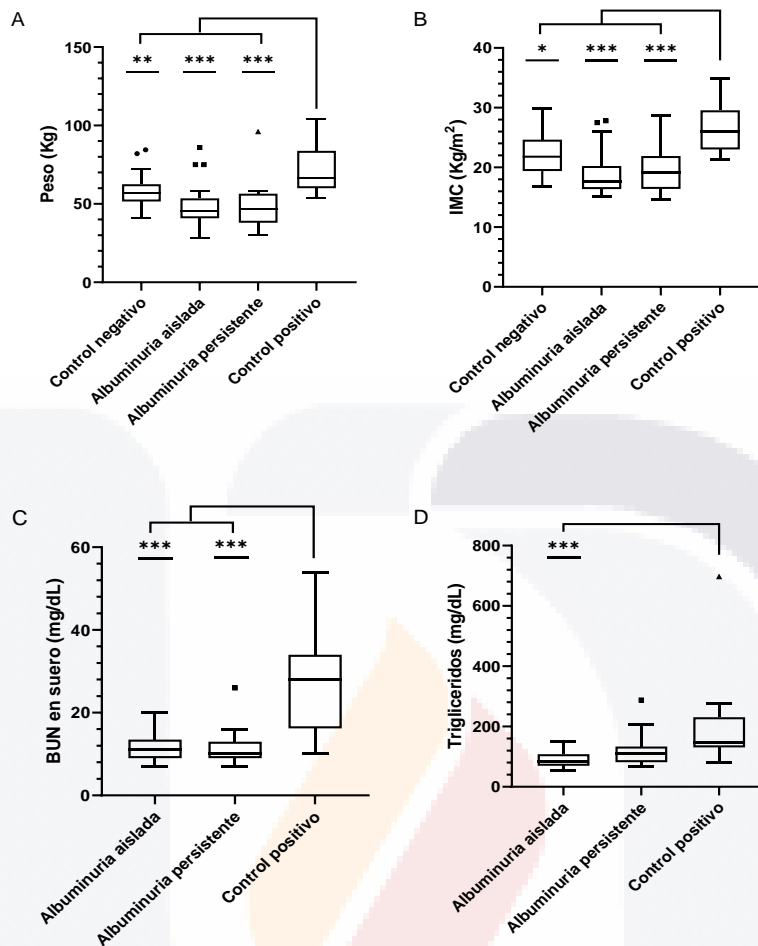 A
Peso (Kg)
150
100
50
0
** *** ***
Control negativo
Albuminuria aislada
Albuminuria persistente
Control positivo
B
IMC (Kg/m²)
40
30
20
10
0
* *** ***
Control negativo
Albuminuria aislada
Albuminuria persistente
Control positivo
C
BUN en suero (mg/dL)
60
40
20
0
*** ***
Albuminuria aislada
Albuminuria persistente
Control positivo
D
Trigliceridos (mg/dL)
800
600
400
200
0
***
Albuminuria aislada
Albuminuria persistente
Control positivo